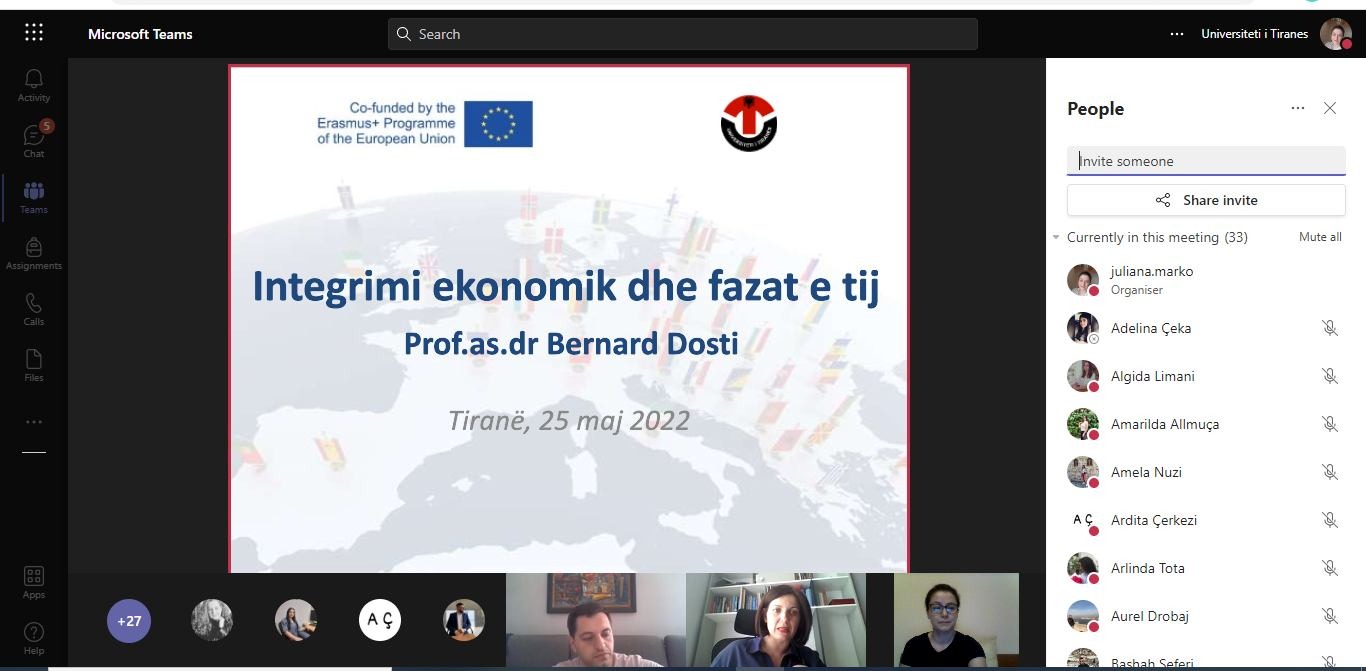 Microsoft Teams
Search
Universiteti i Tiranes
Activity
5
Chat
Teams
Assignments
Calls
Files
Apps
Help
Co-funded by the
Erasmus+ Programme
of the European Union
UNIVERSITETI I TIRANËS
Integrimi ekonomik dhe fazat e tij
Prof.as.dr Bernard Dosti
Tiranë, 25 maj 2022
+27
A Ç
People
Invite someone
Share invite
Currently in this meeting (33)
Mute all
juliana.marko
Organiser
Adelina Çeka
Algida Limani
Amarilda Allmuça
Amela Nuzi
A Ç
Ardita Çerkezi
Arlinda Tota
Aurel Drobaj
Bashah Seferi